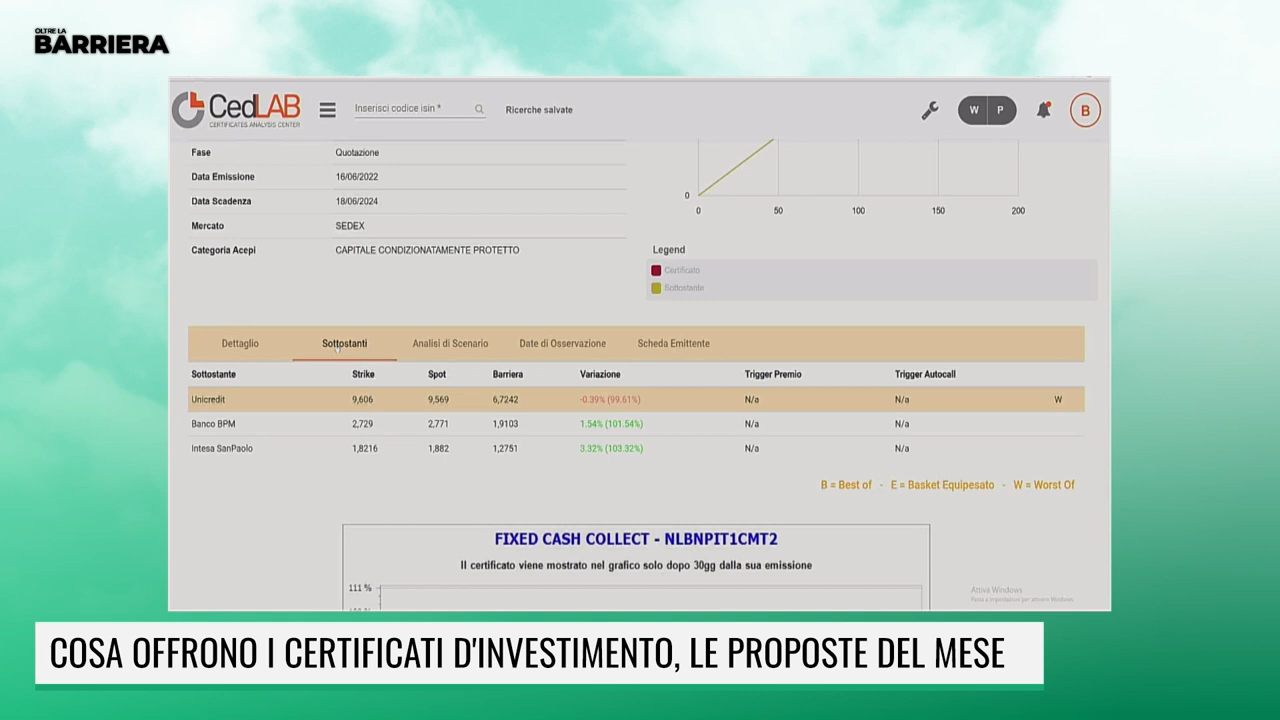 OLTRE LA
BARRIERA
CedLAB
CERTIFICATES ANALYSIS CENTER
Inserisci codice isin *
Ricerche salvate
W P
B
Fase Quotazione
Data Emissione 16/06/2022
Data Scadenza 18/06/2024
Mercato SEDEX
Categoria Acepi CAPITALE CONDIZIONATAMENTE PROTETTO
0
0 50 100 150 200
Legend
Certificato
Sottostante
Dettaglio Sottostanti Analisi di Scenario Date di Osservazione Scheda Emittente
Sottostante Strike Spot Barriera Variazione Trigger Premio Trigger Autocall
Unicredit 9,606 9,569 6,7242 -0.39% (99.61%) N/a N/a W
Banco BPM 2,729 2,771 1,9103 1.54% (101.54%) N/a N/a
Intesa SanPaolo 1,8216 1,882 1,2751 3.32% (103.32%) N/a N/a
B = Best of - E = Basket Equipesato - W = Worst Of
FIXED CASH COLLECT - NLBNPIT1CMT2
Il certificato viene mostrato nel grafico solo dopo 30gg dalla sua emissione
111 %
Attiva Windows
Passa a Impostazioni per attivare Windows.
COSA OFFRONO I CERTIFICATI D'INVESTIMENTO, LE PROPOSTE DEL MESE